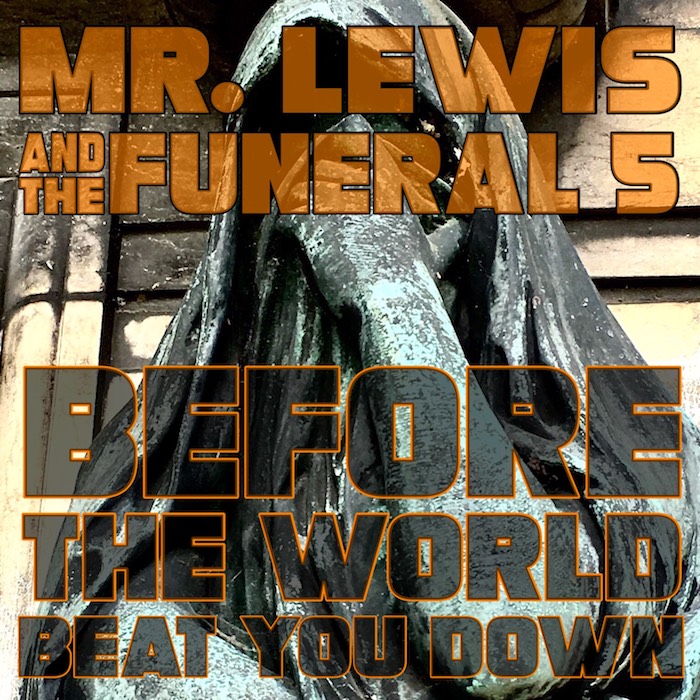 MR. LEWIS
AND THE FUNERAL 5
BEFORE
THE WORLD
BEAT YOU DOWN